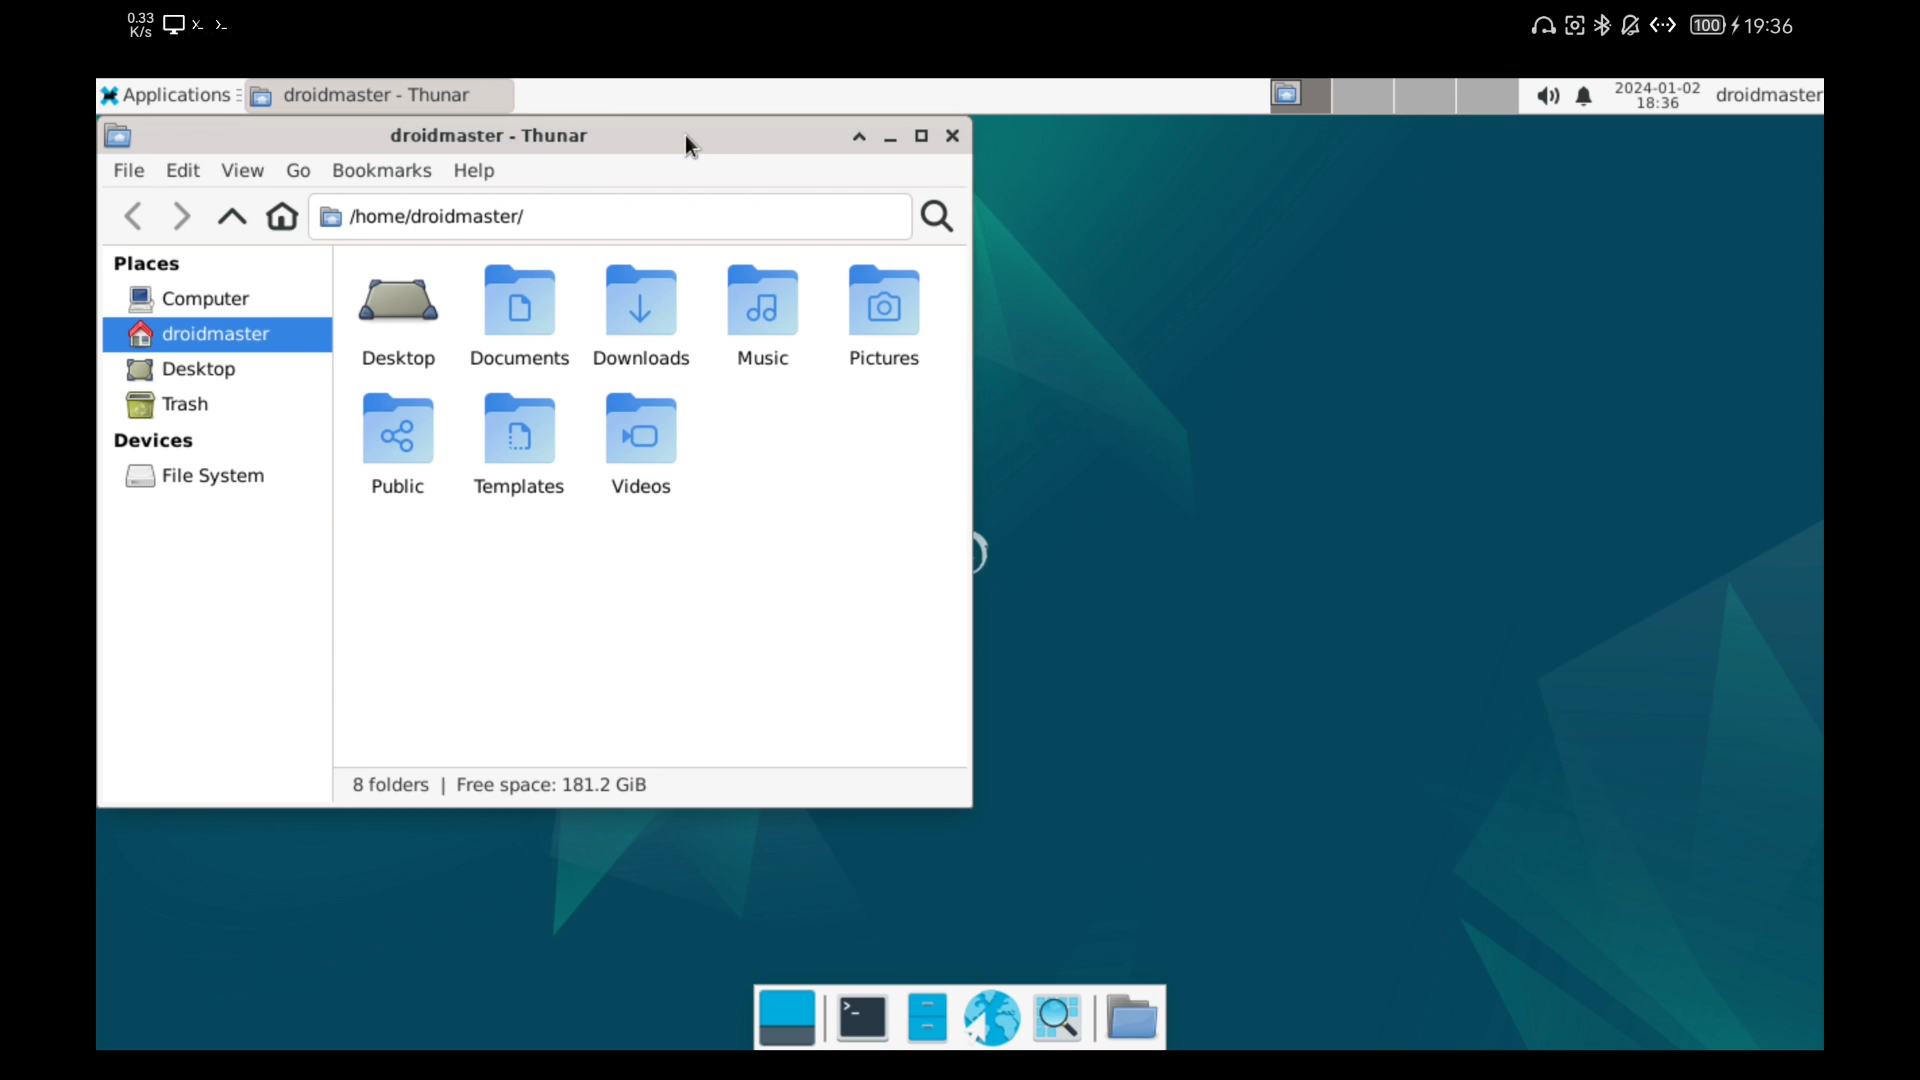 0.33
K/s
100
19:36
Applications
droidmaster - Thunar
2024-01-02
18:36
droidmaster
droidmaster - Thunar
File Edit View Go Bookmarks Help
/home/droidmaster/
Places
Computer
droidmaster
Desktop
Trash
Devices
File System
Desktop Documents Downloads Music Pictures
Public Templates Videos
8 folders | Free space: 181.2 GiB